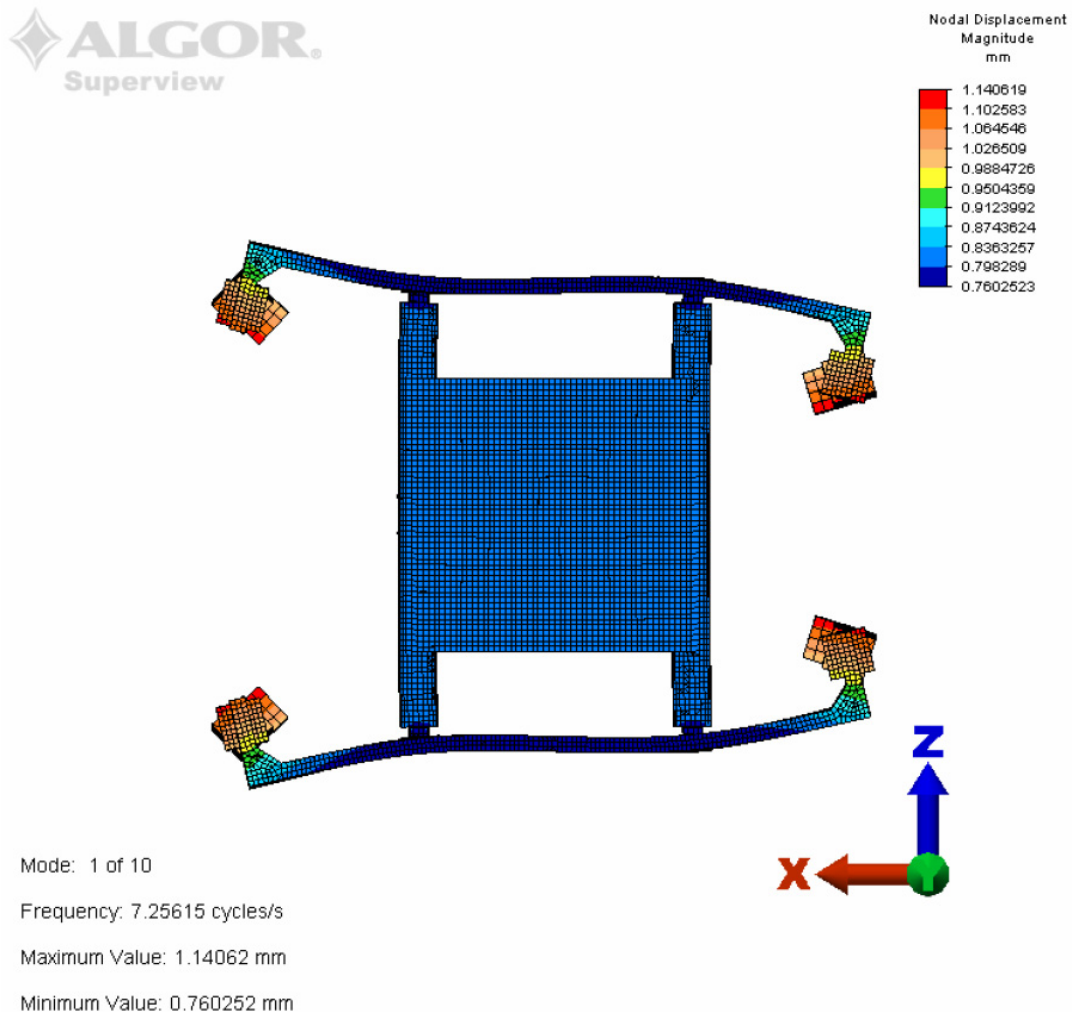 ALGOR®
Superview
Nodal Displacement
Magnitude
mm
1.140619
1.102583
1.064546
1.026509
0.9884726
0.9504359
0.9123992
0.8743624
0.8363257
0.798289
0.7602523
Z
X
Y
Mode: 1 of 10
Frequency: 7.25615 cycles/s
Maximum Value: 1.14062 mm
Minimum Value: 0.760252 mm